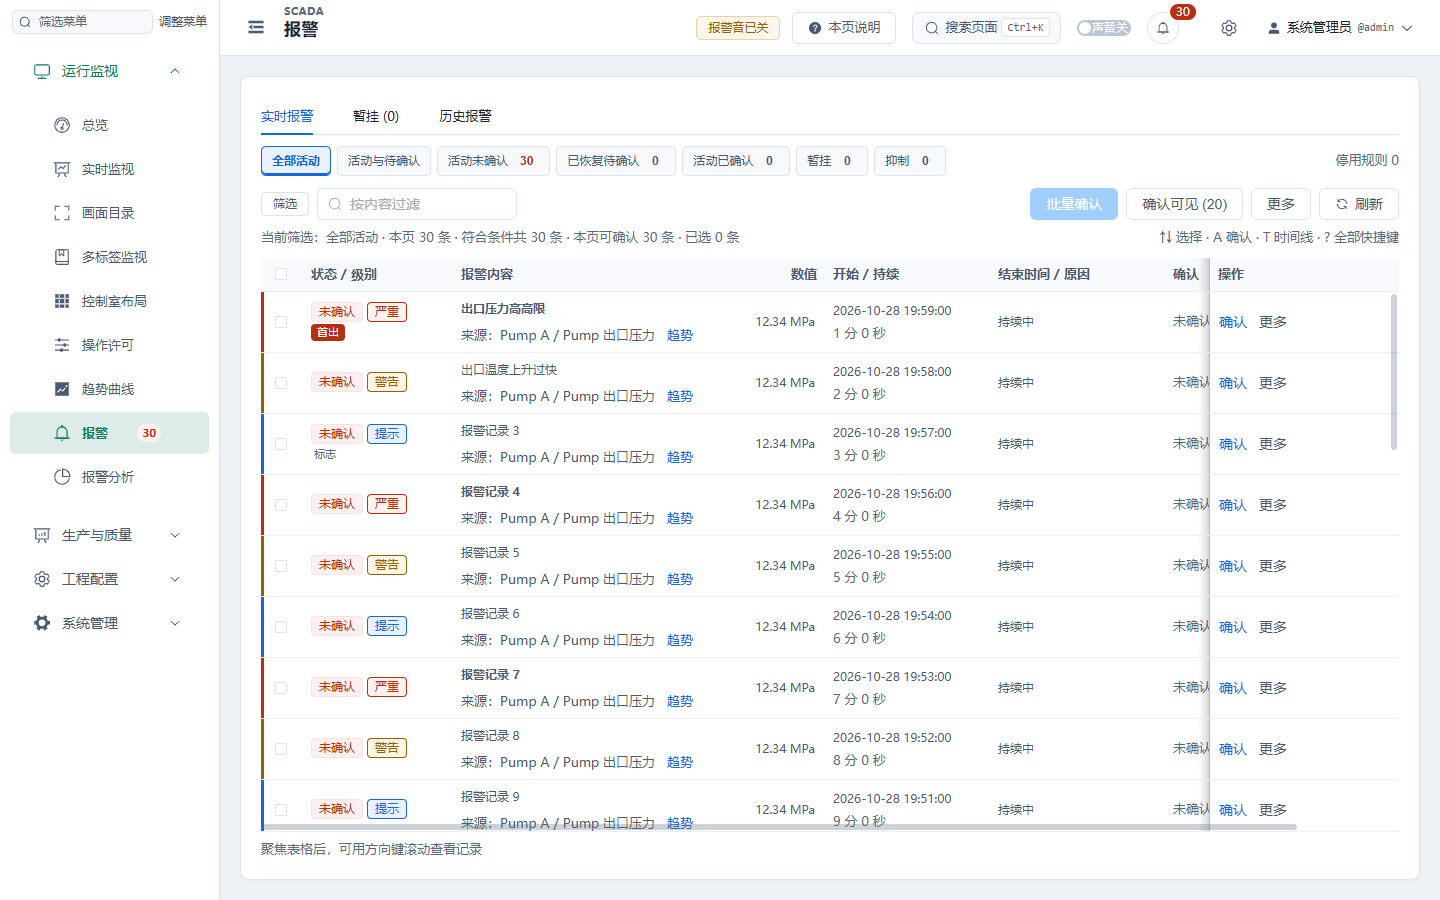 筛选菜单 调整菜单
运行监视
总览
实时监视
画面目录
多标签监视
控制室布局
操作许可
趋势曲线
报警 30
报警分析
生产与质量
工程配置
系统管理
SCADA
报警
报警音已关 本页说明 搜索页面 Ctrl+K 声音关 30 系统管理员 @admin
实时报警 暂挂 (0) 历史报警
全部活动 活动与待确认 活动未确认 30 已恢复待确认 0 活动已确认 0 暂挂 0 抑制 0 停用规则 0
筛选 按内容过滤 批量确认 确认可见 (20) 更多 刷新
当前筛选：全部活动 · 本页 30 条 · 符合条件共 30 条 · 本页可确认 30 条 · 已选 0 条 ↑↓ 选择 · A 确认 · T 时间线 · ? 全部快捷键
状态 / 级别 报警内容 数值 开始 / 持续 结束时间 / 原因 确认 操作
未确认 严重 出口压力高高限 12.34 MPa 2026-10-28 19:59:00 持续中 未确认 确认 更多
首出 来源：Pump A / Pump 出口压力 趋势 1 分 0 秒
未确认 警告 出口温度上升过快 12.34 MPa 2026-10-28 19:58:00 持续中 未确认 确认 更多
来源：Pump A / Pump 出口压力 趋势 2 分 0 秒
未确认 提示 报警记录 3 12.34 MPa 2026-10-28 19:57:00 持续中 未确认 确认 更多
标志 来源：Pump A / Pump 出口压力 趋势 3 分 0 秒
未确认 严重 报警记录 4 12.34 MPa 2026-10-28 19:56:00 持续中 未确认 确认 更多
来源：Pump A / Pump 出口压力 趋势 4 分 0 秒
未确认 警告 报警记录 5 12.34 MPa 2026-10-28 19:55:00 持续中 未确认 确认 更多
来源：Pump A / Pump 出口压力 趋势 5 分 0 秒
未确认 提示 报警记录 6 12.34 MPa 2026-10-28 19:54:00 持续中 未确认 确认 更多
来源：Pump A / Pump 出口压力 趋势 6 分 0 秒
未确认 严重 报警记录 7 12.34 MPa 2026-10-28 19:53:00 持续中 未确认 确认 更多
来源：Pump A / Pump 出口压力 趋势 7 分 0 秒
未确认 警告 报警记录 8 12.34 MPa 2026-10-28 19:52:00 持续中 未确认 确认 更多
来源：Pump A / Pump 出口压力 趋势 8 分 0 秒
未确认 提示 报警记录 9 12.34 MPa 2026-10-28 19:51:00 持续中 未确认 确认 更多
来源：Pump A / Pump 出口压力 趋势 9 分 0 秒
聚焦表格后，可用方向键滚动查看记录